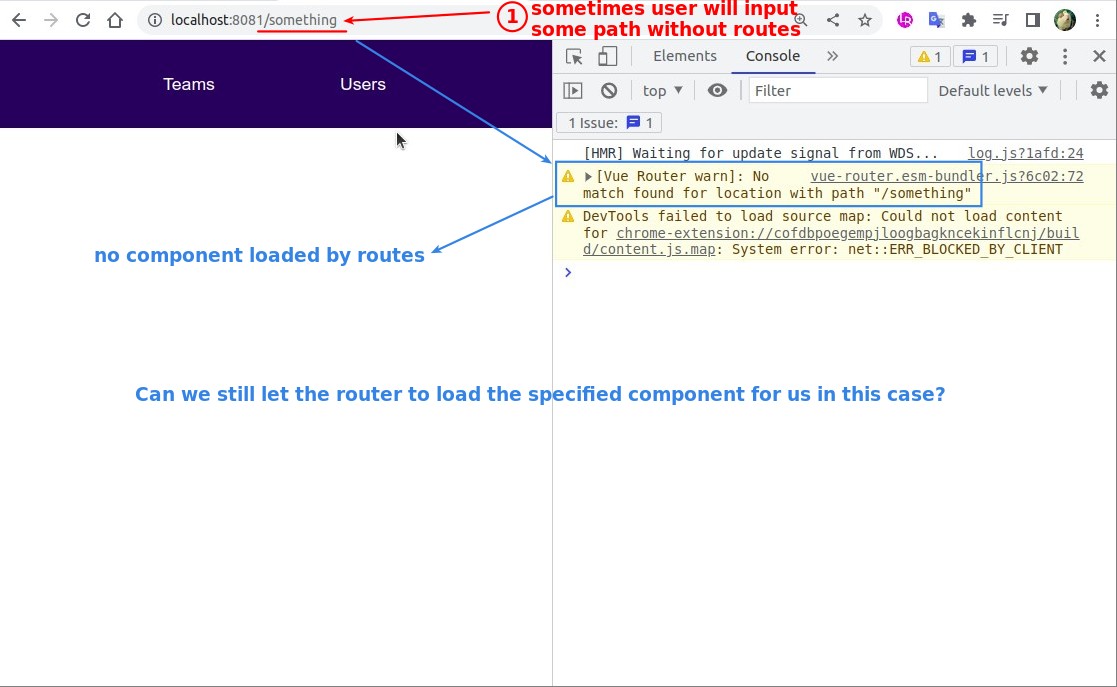 localhost:8081/something
1
sometimes user will input
some path without routes
Teams
Users
Elements
Console
1
1
top
Filter
Default levels
1 Issue:
1
[HMR] Waiting for update signal from WDS...
log.js?1afd:24
[Vue Router warn]: No
vue-router.esm-bundler.js?6c02:72
match found for location with path "/something"
DevTools failed to load source map: Could not load content
for chrome-extension://cofdbpoegempjloogbagkncekinflcnj/buil
d/content.js.map: System error: net::ERR_BLOCKED_BY_CLIENT
no component loaded by routes
Can we still let the router to load the specified component for us in this case?